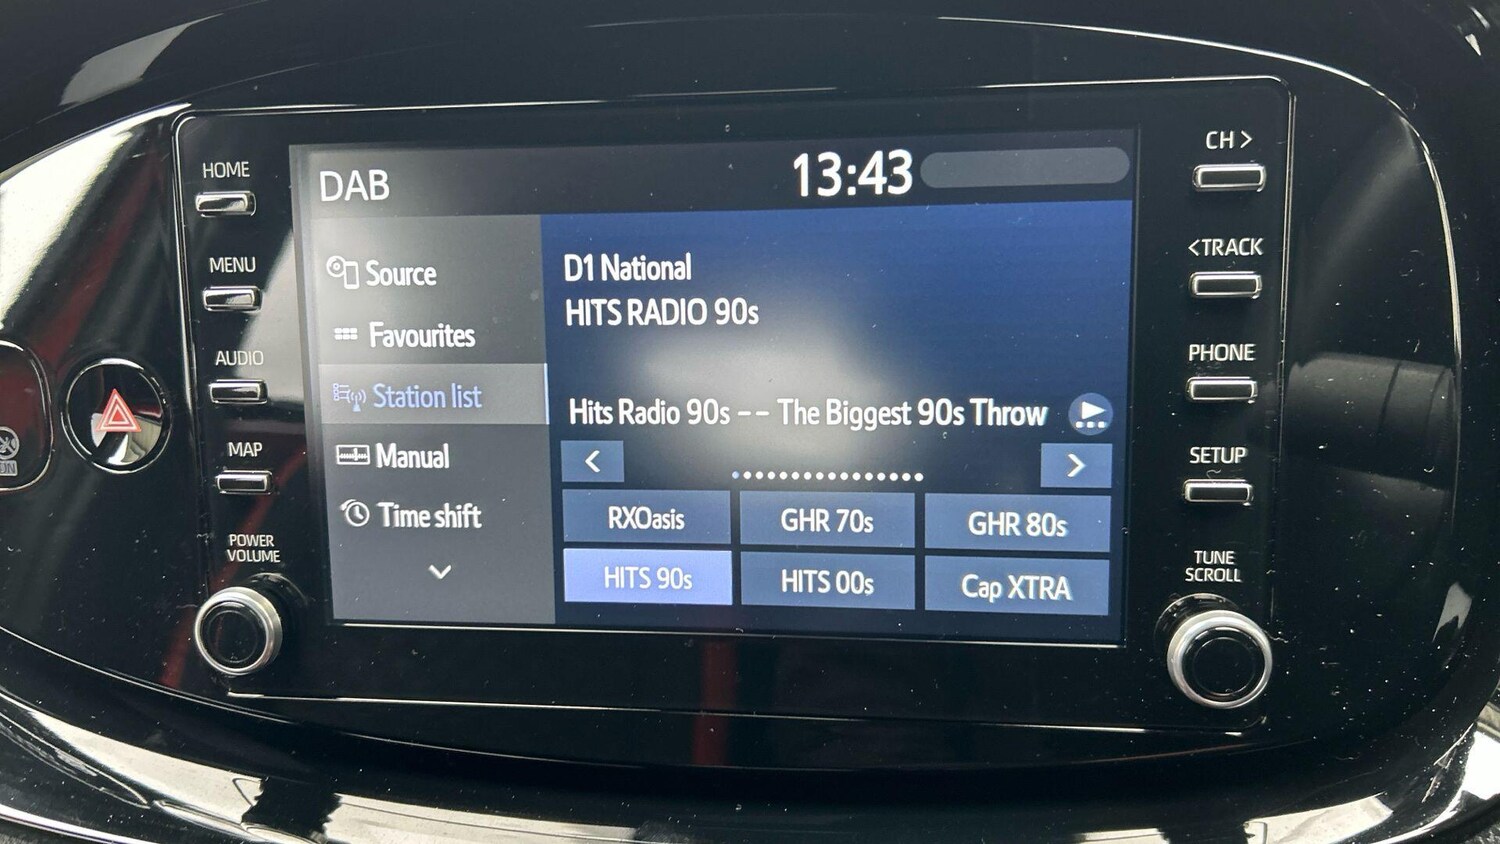 HOME
MENU
AUDIO
MAP
POWER
VOLUME
DAB
13:43
Source
Favourites
Station list
Manual
Time shift
D1 National
HITS RADIO 90s
Hits Radio 90s -- The Biggest 90s Throw
<
>
RXOasis
GHR 70s
GHR 80s
HITS 90s
HITS 00s
Cap XTRA
CH >
<TRACK
PHONE
SETUP
TUNE
SCROLL